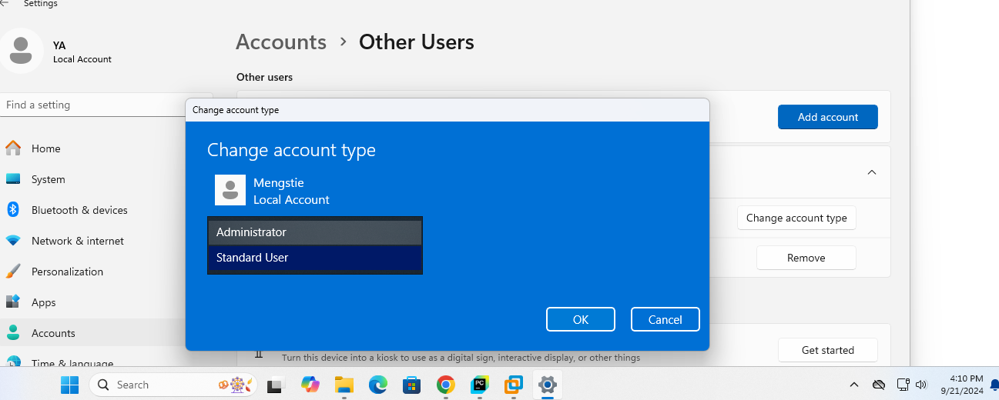 Settings
YA
Local Account
Find a setting
Home
System
Bluetooth & devices
Network & internet
Personalization
Apps
Accounts
Time & language
Accounts > Other Users
Other users
Add account
Change account type
Remove
Turn this device into a kiosk to use as a digital sign, interactive display, or other things
Get started
Change account type
Change account type
Mengstie
Local Account
Administrator
Standard User
OK
Cancel
Search
PC
4:10 PM
9/21/2024